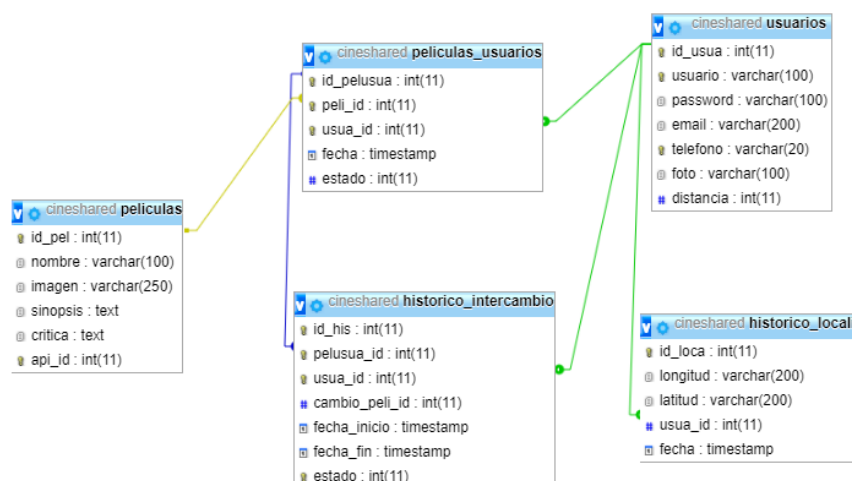 cineshared peliculas_usuarios
id_pelusua : int(11)
peli_id : int(11)
usua_id : int(11)
fecha : timestamp
estado : int(11)
cineshared usuarios
id_usua : int(11)
usuario : varchar(100)
password : varchar(100)
email : varchar(200)
telefono : varchar(20)
foto : varchar(100)
distancia : int(11)
cineshared peliculas
id_pel : int(11)
nombre : varchar(100)
imagen : varchar(250)
sinopsis : text
critica : text
api_id : int(11)
cineshared historico_intercambio
id_his : int(11)
pelusua_id : int(11)
usua_id : int(11)
cambio_peli_id : int(11)
fecha_inicio : timestamp
fecha_fin : timestamp
estado : int(11)
cineshared historico_locali
id_loca : int(11)
longitud : varchar(200)
latitud : varchar(200)
usua_id : int(11)
fecha : timestamp